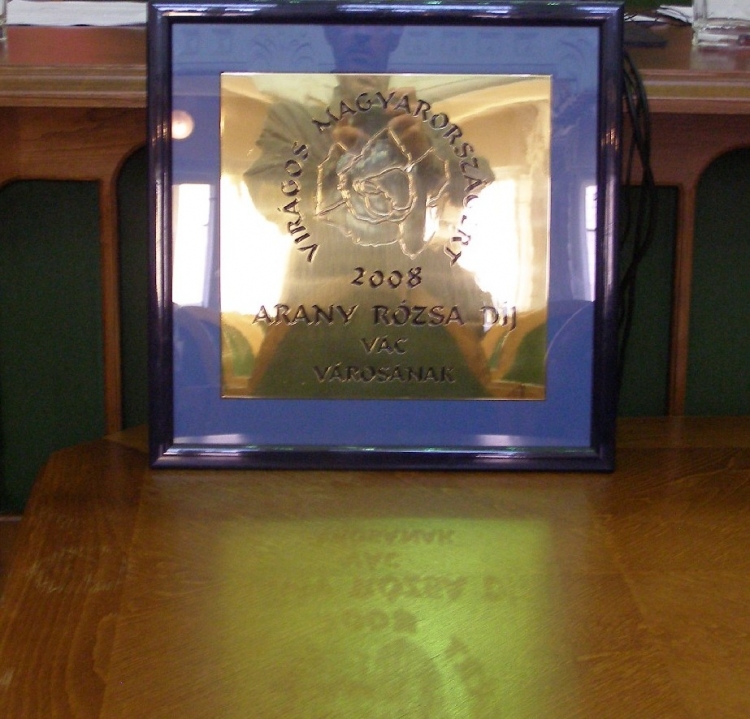 VIRÁGOS MAGYARORSZÁGÉRT
2008
ARANY RÓZSA DÍJ
VÁC
VÁROSÁNAK